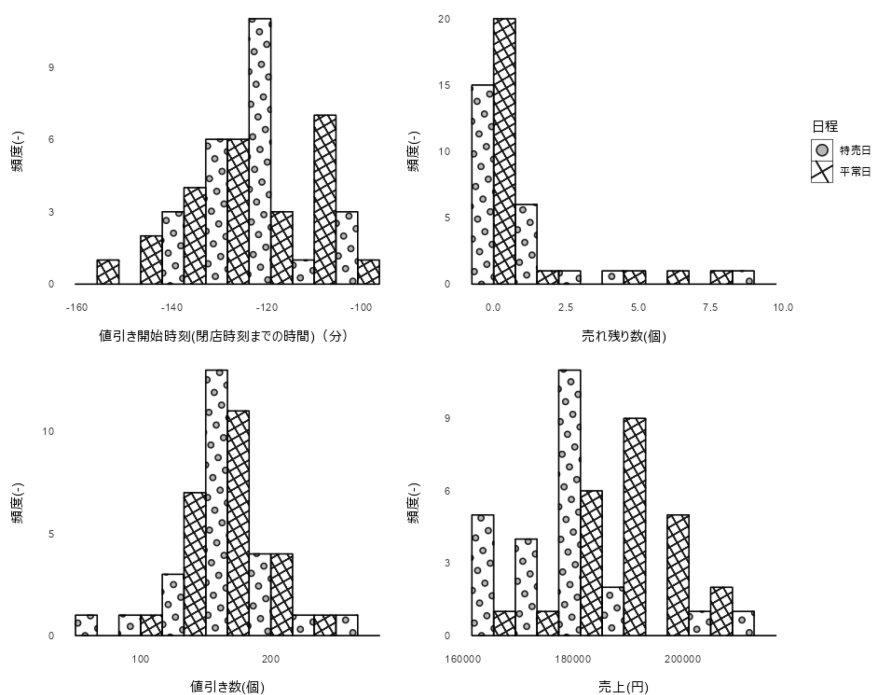 9
6
3
0
頻度(-)
-160
-140
-120
-100
値引き開始時刻(閉店時刻までの時間)（分）
20
15
10
5
0
頻度(-)
0.0
2.5
5.0
7.5
10.0
売れ残り数(個)
日程
特売日
平常日
10
5
0
頻度(-)
100
200
値引き数(個)
9
6
3
0
頻度(-)
160000
180000
200000
売上(円)